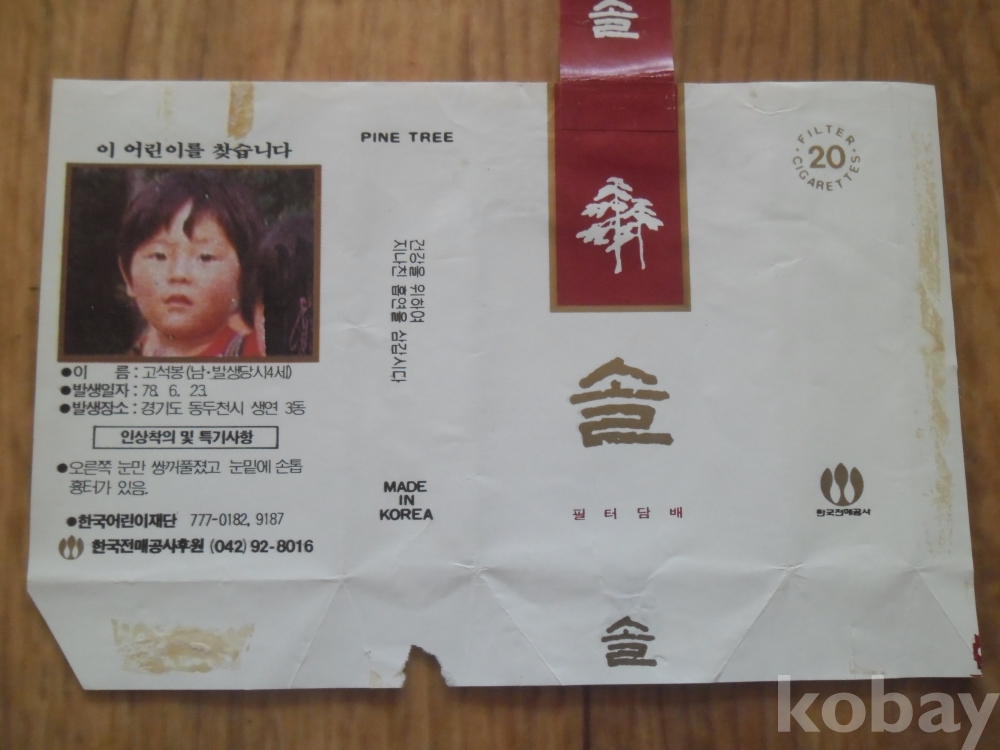 이 어린이를 찾습니다
●이 름 : 고석봉(남·발생당시4세)
●발생일자 : 78. 6. 23.
●발생장소 : 경기도 동두천시 생연 3동
인상착의 및 특기사항
●오른쪽 눈만 쌍꺼풀졌고 눈밑에 손톱
흉터가 있음.
●한국어린이재단 777-0182, 9187
한국전매공사후원 (042) 92-8016
PINE TREE
건강을 위하여
지나친 흡연을 삼갑시다
MADE
IN
KOREA
솔
솔
필터담배
솔
FILTER
20
CIGARETTES
한국전매공사
kobay